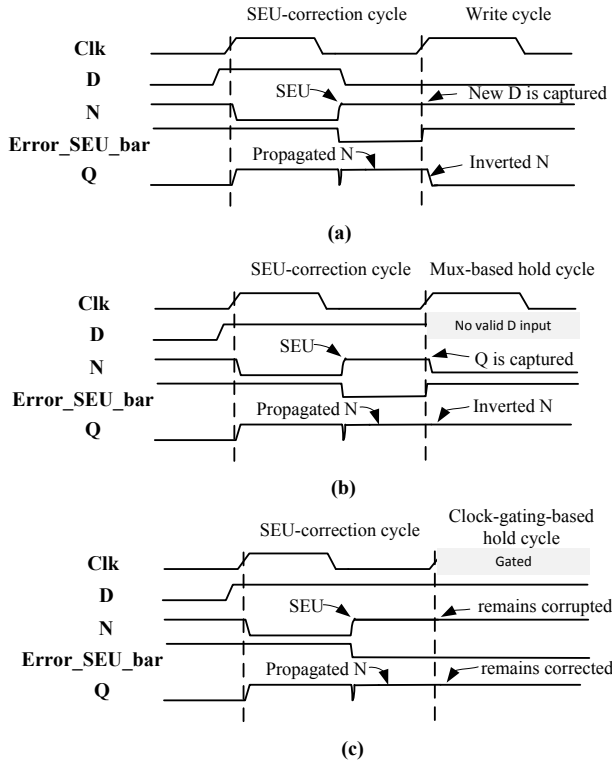 SEU-correction cycle Write cycle
Clk
D
SEU New D is captured
N
Error_SEU_bar
Propagated N Inverted N
Q
(a)
SEU-correction cycle Mux-based hold cycle
Clk
No valid D input
D
SEU Q is captured
N
Error_SEU_bar
Propagated N Inverted N
Q
(b)
Clock-gating-based
SEU-correction cycle hold cycle
Clk Gated
D
SEU remains corrupted
N
Error_SEU_bar
Propagated N remains corrected
Q
(c)